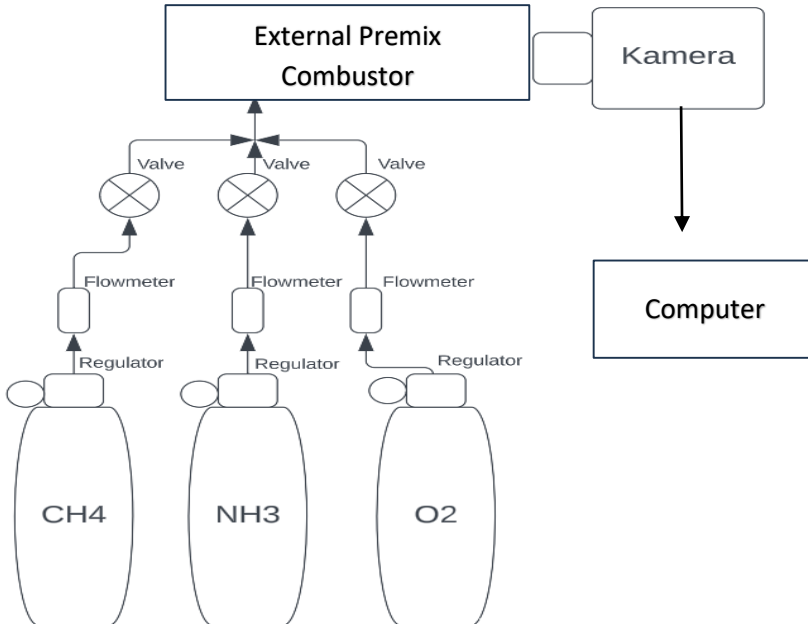 External Premix
Combustor
Kamera
Valve
Valve
Valve
Flowmeter
Flowmeter
Flowmeter
Computer
Regulator
Regulator
Regulator
CH4
NH3
O2